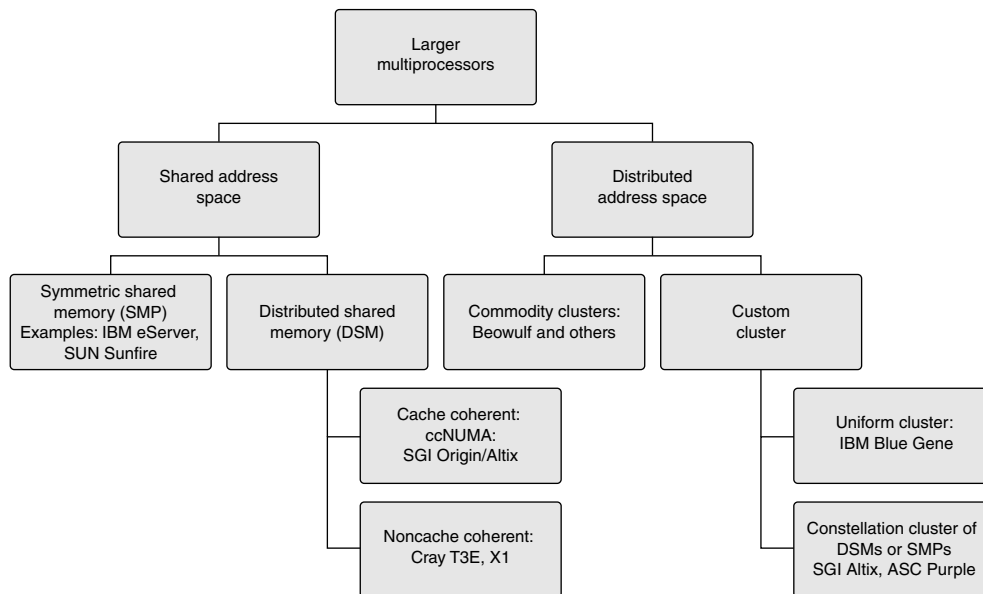 Larger
multiprocessors
Shared address
space
Distributed
address space
Symmetric shared
memory (SMP)
Examples: IBM eServer,
SUN Sunfire
Distributed shared
memory (DSM)
Commodity clusters:
Beowulf and others
Custom
cluster
Cache coherent:
ccNUMA:
SGI Origin/Altix
Uniform cluster:
IBM Blue Gene
Noncache coherent:
Cray T3E, X1
Constellation cluster of
DSMs or SMPs
SGI Altix, ASC Purple